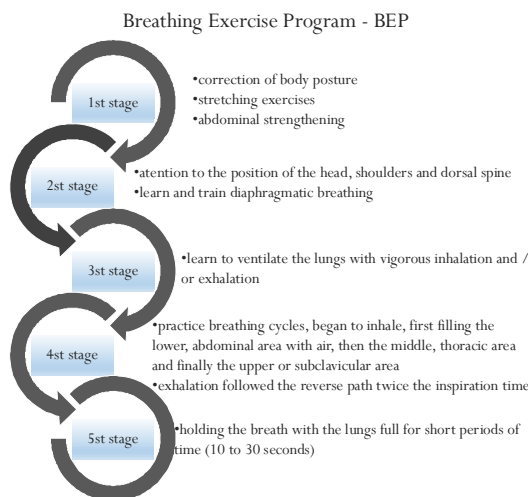 Breathing Exercise Program - BEP
1st stage
•correction of body posture
•stretching exercises
•abdominal strengthening
2st stage
•atention to the position of the head, shoulders and dorsal spine
•learn and train diaphragmatic breathing
3st stage
•learn to ventilate the lungs with vigorous inhalation and /
or exhalation
4st stage
•practice breathing cycles, began to inhale, first filling the
lower, abdominal area with air, then the middle, thoracic area
and finally the upper or subclavicular area
•exhalation followed the reverse path twice the inspiration time
5st stage
•holding the breath with the lungs full for short periods of
time (10 to 30 seconds)